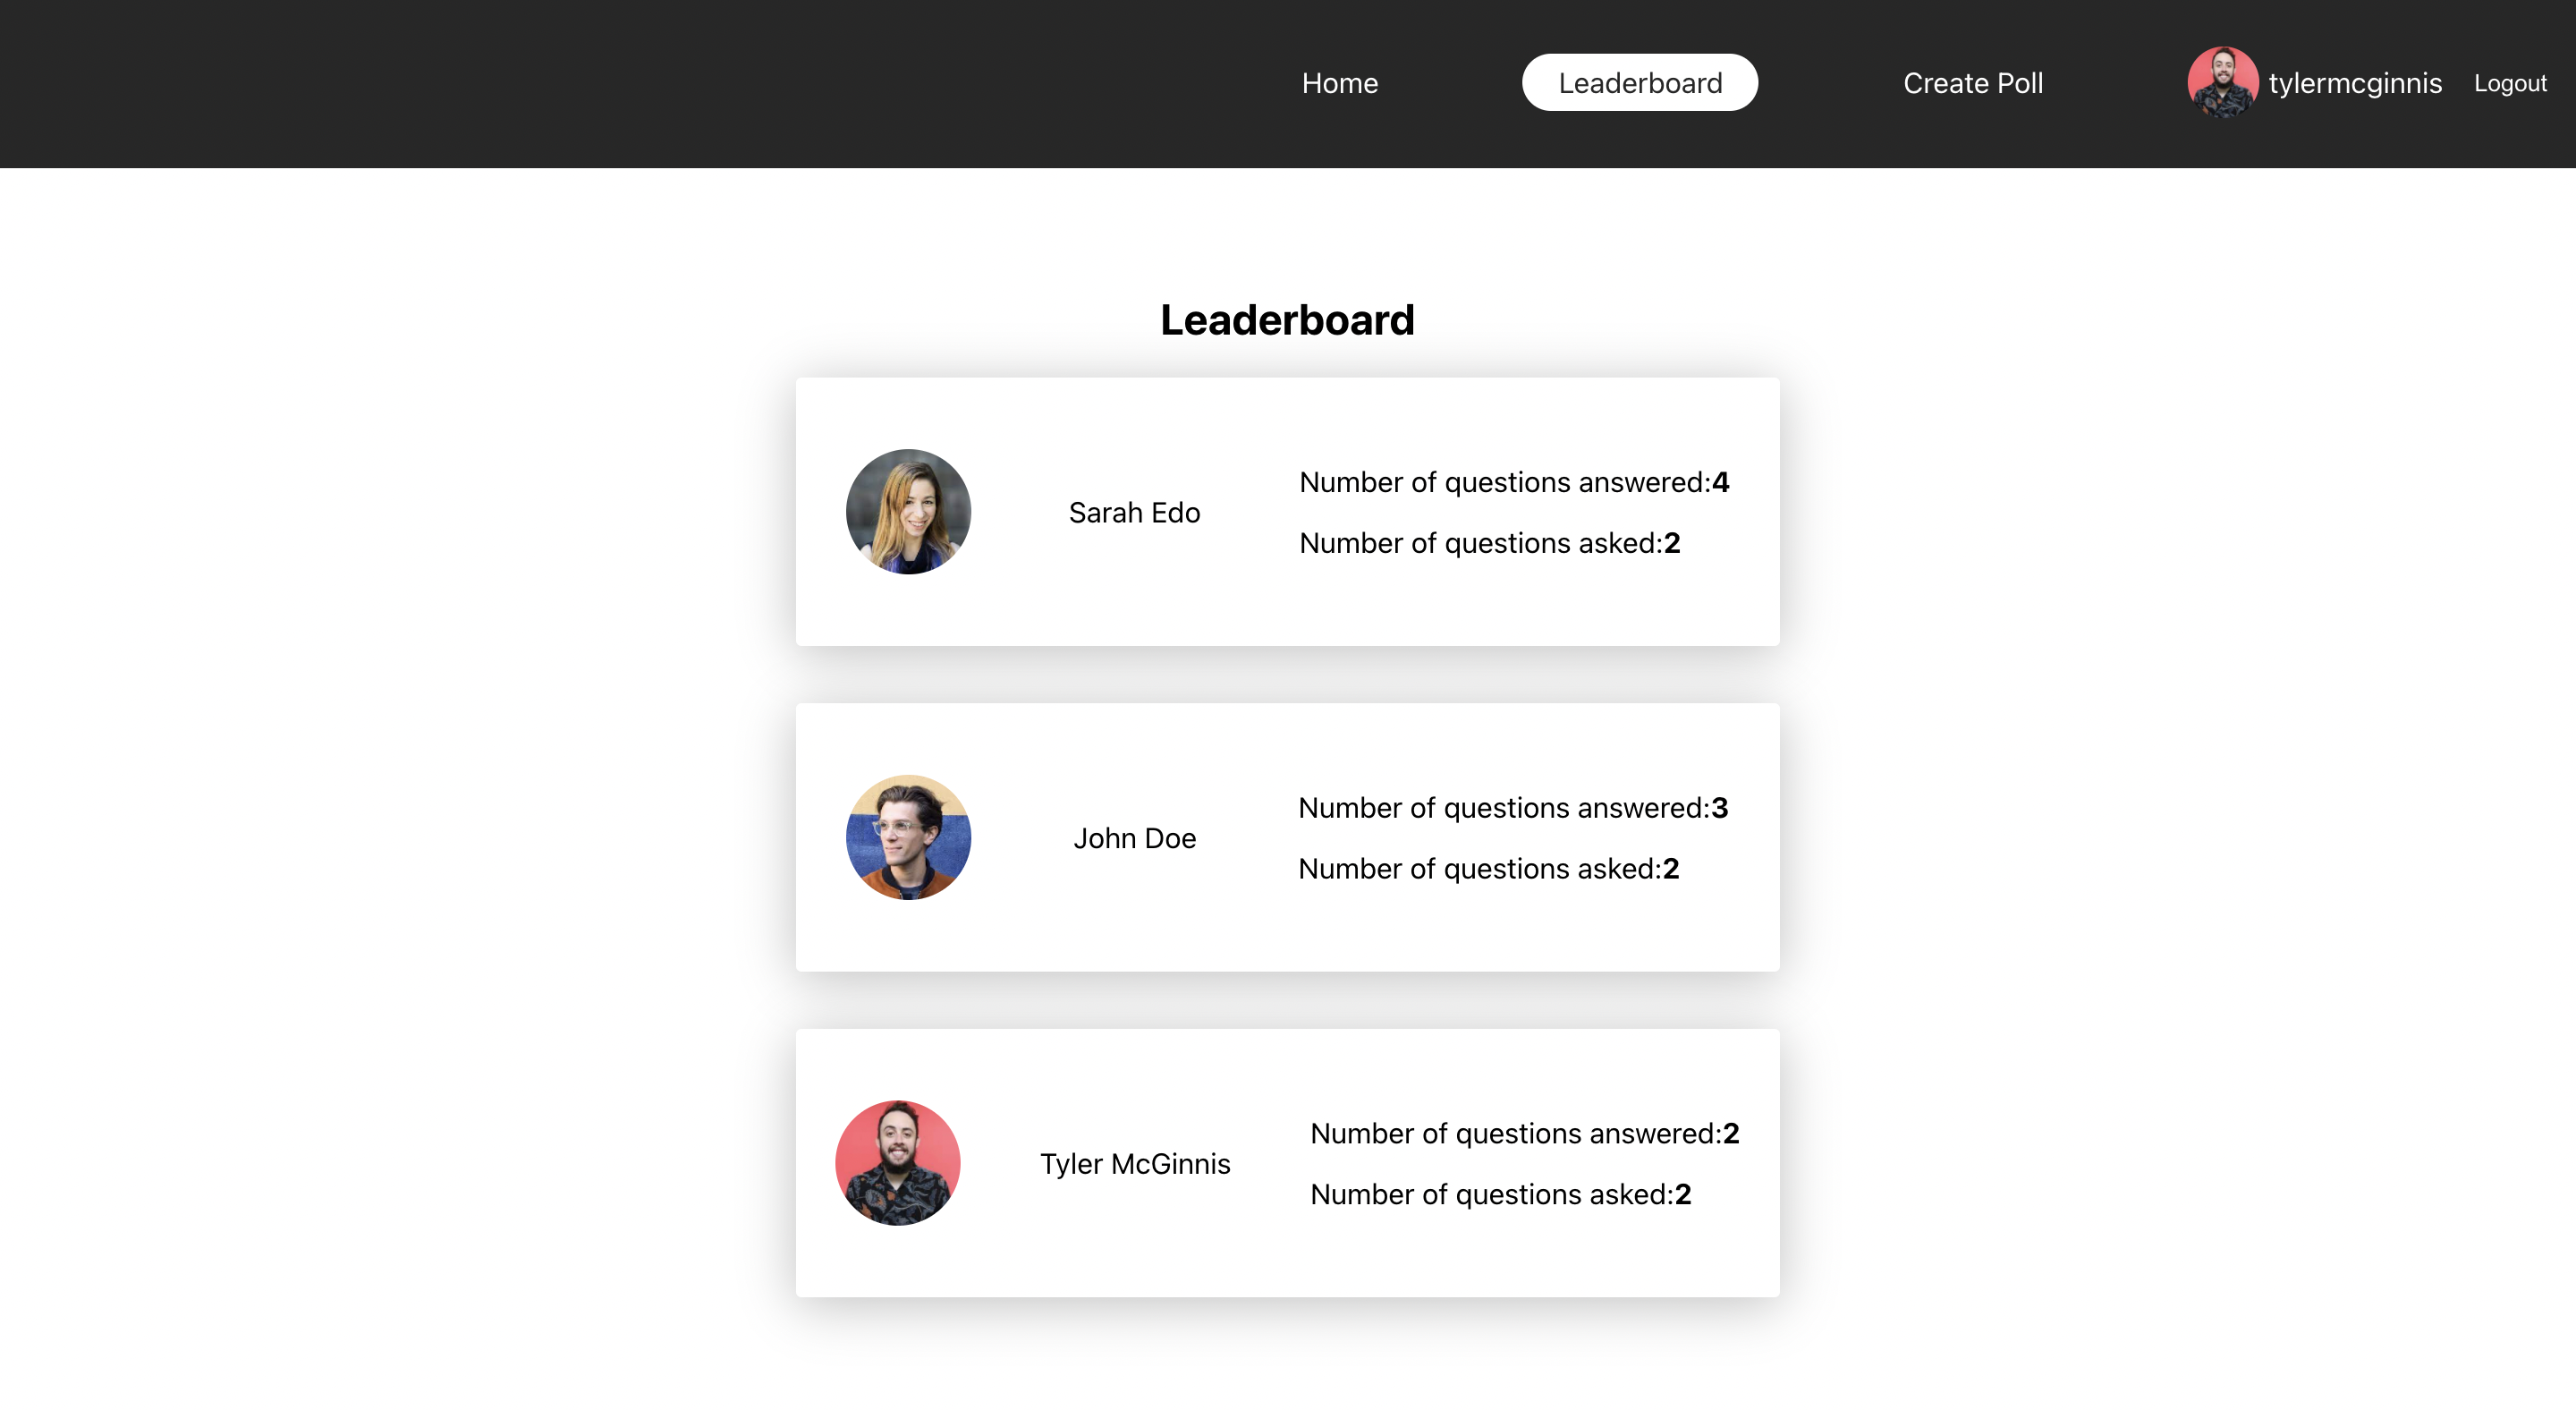 Home Leaderboard Create Poll tylermcginnis Logout
Leaderboard
Sarah Edo
Number of questions answered:4
Number of questions asked:2
John Doe
Number of questions answered:3
Number of questions asked:2
Tyler McGinnis
Number of questions answered:2
Number of questions asked:2